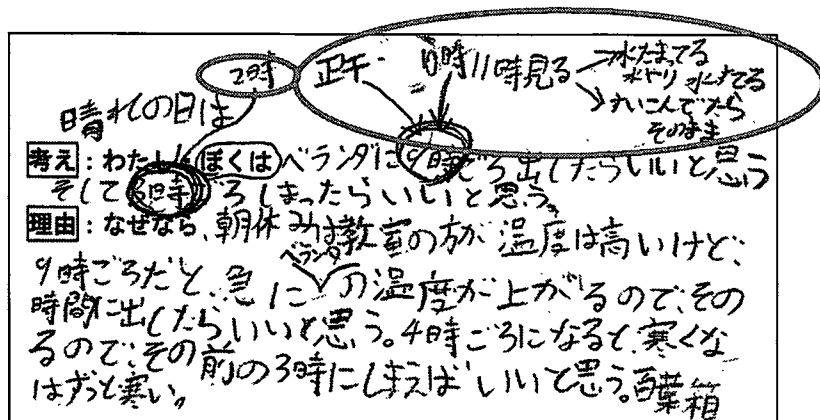 2時 正午 10時11時見る→水たまってる
水やり 水すてる
→すいこんでいたら
そのまま
晴れの日は
考え：わたし ぼくは ベランダに9時ごろ出したらいいと思う
そして3時ごろしまったらいいと思う。
理由：なぜなら、朝休みは教室の方が温度は高いけど、
9時ごろだと、急にベランダの温度が上がるので、その
時間に出したらいいと思う。4時ごろになると、寒くな
るので、その前の3時にしまえばいいと思う。百葉箱
はずっと寒い。